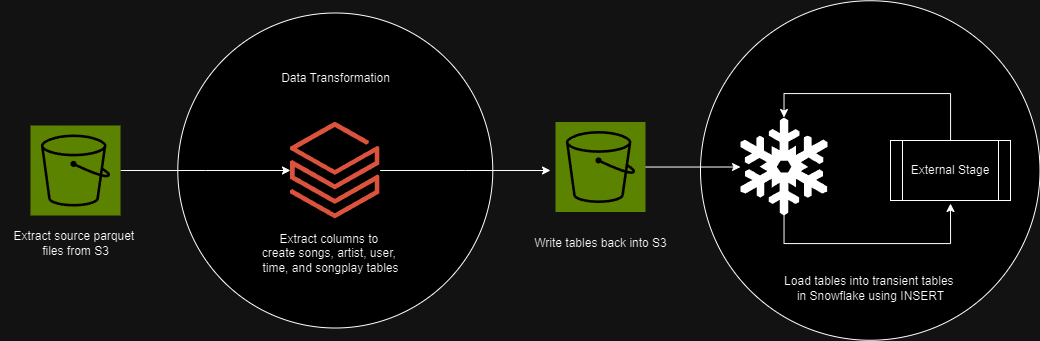 Data Transformation
Extract source parquet
files from S3
Extract columns to
create songs, artist, user,
time, and songplay tables
Write tables back into S3
External Stage
Load tables into transient tables
in Snowflake using INSERT